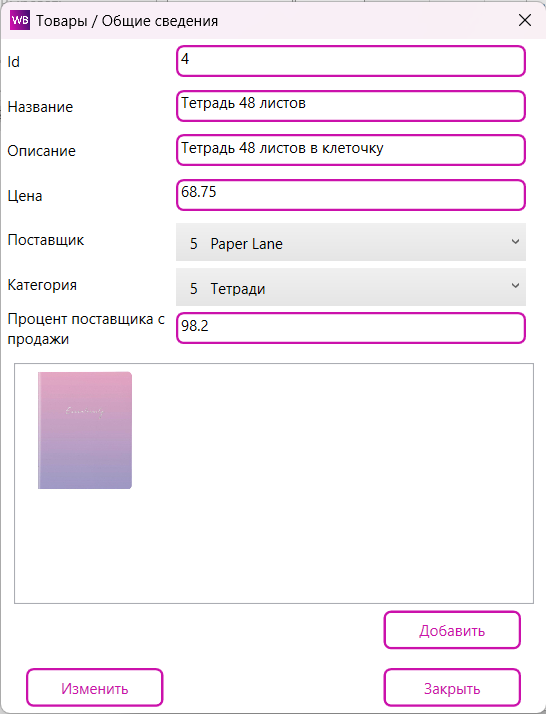 WB Товары / Общие сведения
Id 4
Название Тетрадь 48 листов
Описание Тетрадь 48 листов в клеточку
Цена 68.75
Поставщик 5 Paper Lane
Категория 5 Тетради
Процент поставщика с
продажи 98.2
Добавить
Изменить Закрыть